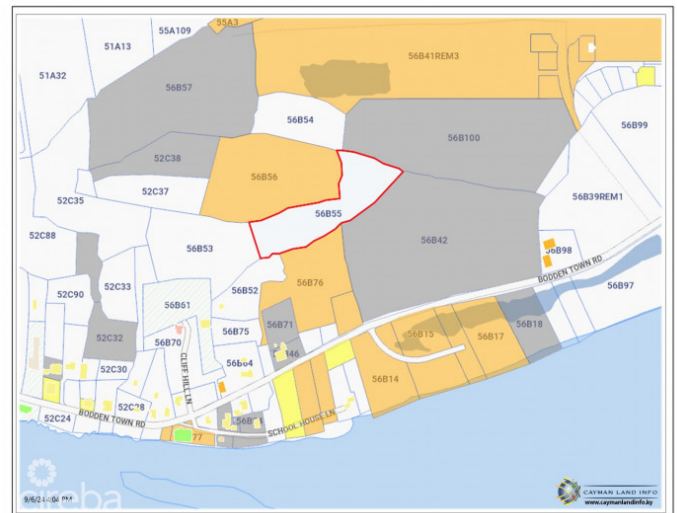 55A3
55A109
51A13
56B41REM3
51A32
56B57
56B54
56B99
56B100
52C38
56B56
52C37
56B39REM1
52C35
56B55
52C88
56B42
56B53
56B98
BODDEN TOWN RD
56B76
52C33
56B52
56B97
52C90
56B61
56B71
56B18
52C32
56B75
56B15
56B17
56B70
52C30
CLIFF HILL LN
56B14
52C24
BODDEN TOWN RD
SCHOOL HOUSE LN
77
cireba
CAYMAN LAND INFO
www.caymanlandinfo.ky